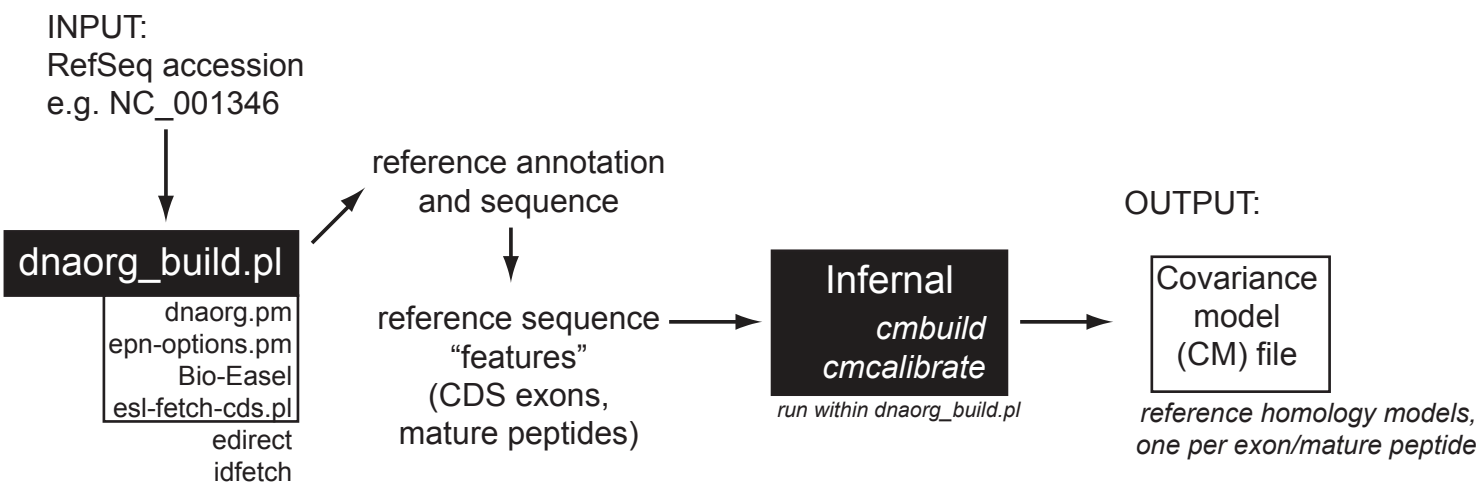 INPUT:
RefSeq accession
e.g. NC_001346
dnaorg_build.pl
dnaorg.pm
epn-options.pm
Bio-Easel
esl-fetch-cds.pl
edirect
idfetch
reference annotation
and sequence
reference sequence
“features”
(CDS exons,
mature peptides)
Infernal
cmbuild
cmcalibrate
run within dnaorg_build.pl
OUTPUT:
Covariance
model
(CM) file
reference homology models,
one per exon/mature peptide